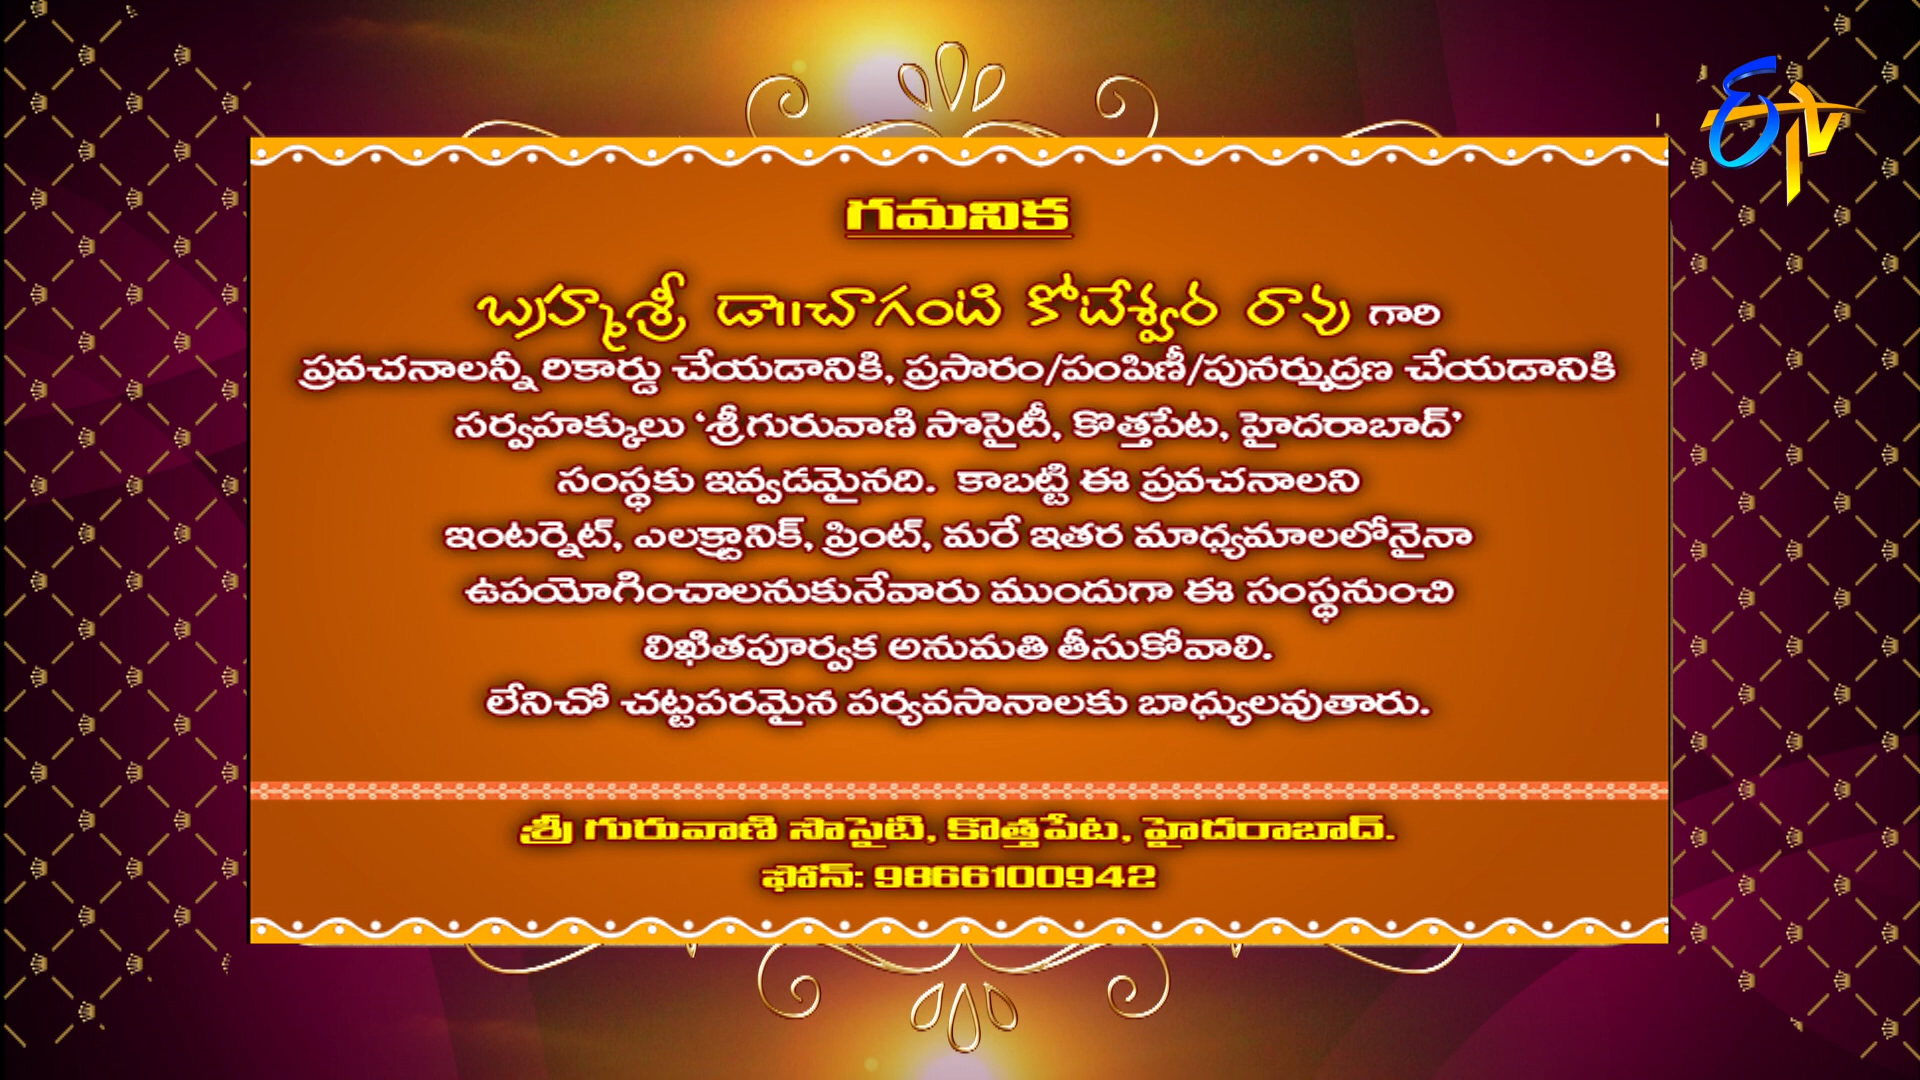 ఈTV
గమనిక
బ్రహ్మశ్రీ డా॥చాగంటి కోటేశ్వర రావు గారి
ప్రవచనాలన్నీ రికార్డు చేయడానికి, ప్రసారం/పంపిణీ/పునర్ముద్రణ చేయడానికి
సర్వహక్కులు ‘శ్రీగురువాణి సొసైటీ, కొత్తపేట, హైదరాబాద్’
సంస్థకు ఇవ్వడమైనది. కాబట్టి ఈ ప్రవచనాలని
ఇంటర్నెట్, ఎలక్ట్రానిక్, ప్రింట్, మరే ఇతర మాధ్యమాలలోనైనా
ఉపయోగించాలనుకునేవారు ముందుగా ఈ సంస్థనుంచి
లిఖితపూర్వక అనుమతి తీసుకోవాలి.
లేనిచో చట్టపరమైన పర్యవసానాలకు బాధ్యులవుతారు.
శ్రీ గురువాణి సొసైటి, కొత్తపేట, హైదరాబాద్.
ఫోన్: 9866100942